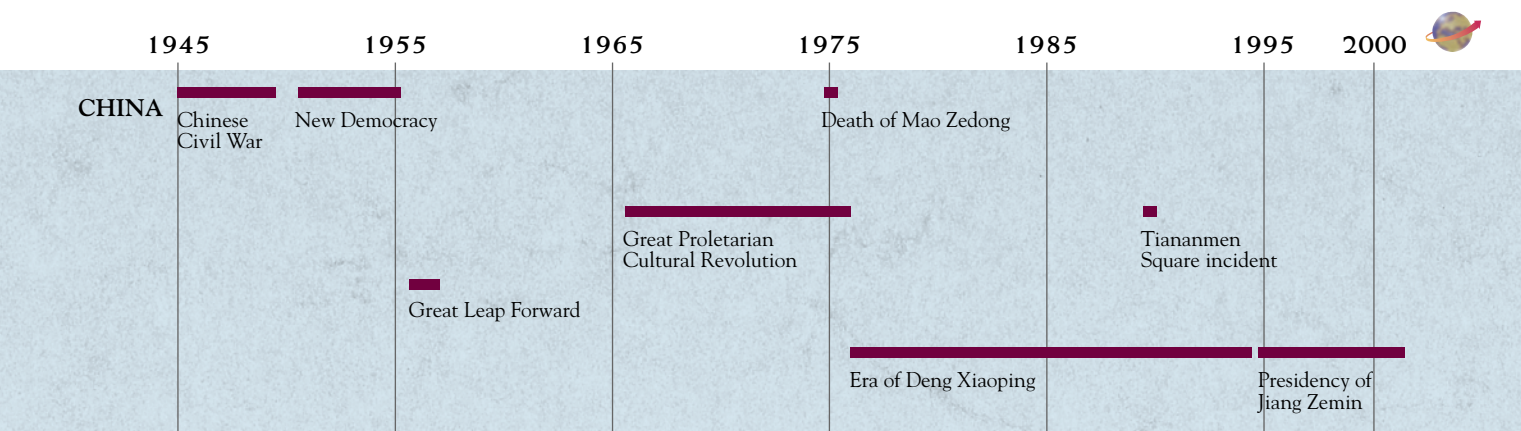 1945 1955 1965 1975 1985 1995 2000
CHINA
Chinese
Civil War
New Democracy
Death of Mao Zedong
Great Proletarian
Cultural Revolution
Tiananmen
Square incident
Great Leap Forward
Era of Deng Xiaoping
Presidency of
Jiang Zemin